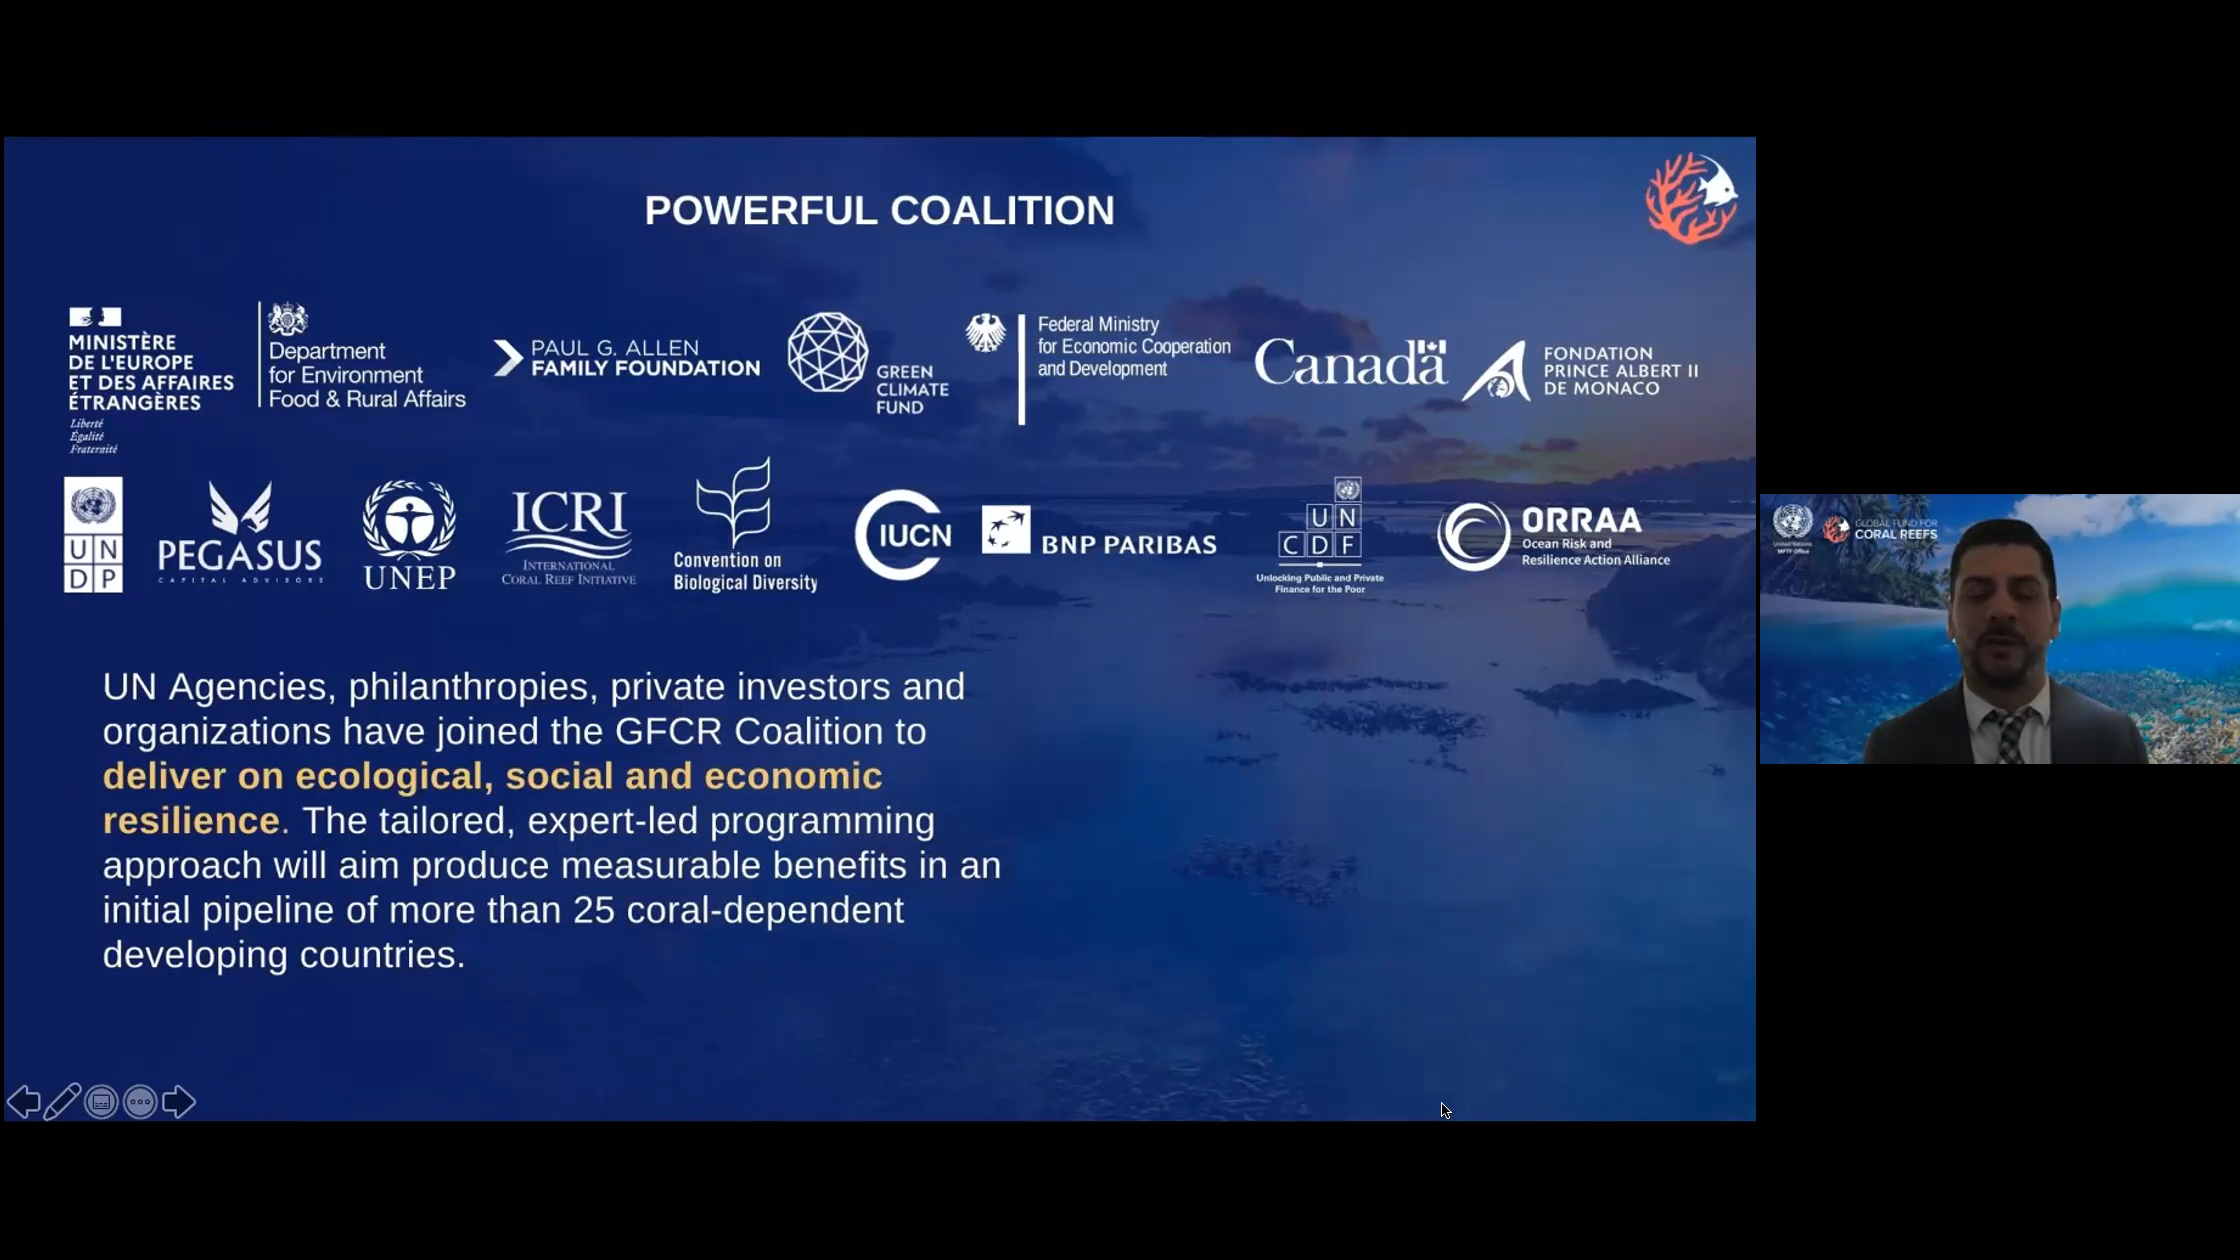 POWERFUL COALITION
MINISTÈRE
DE L'EUROPE
ET DES AFFAIRES
ÉTRANGÈRES
Liberté
Égalité
Fraternité
Department
for Environment
Food & Rural Affairs
PAUL G. ALLEN
FAMILY FOUNDATION
GREEN
CLIMATE
FUND
Federal Ministry
for Economic Cooperation
and Development
Canada
FONDATION
PRINCE ALBERT II
DE MONACO
UN
DP
PEGASUS
CAPITAL ADVISORS
UNEP
ICRI
INTERNATIONAL
CORAL REEF INITIATIVE
Convention on
Biological Diversity
IUCN
BNP PARIBAS
UN
CDF
Unlocking Public and Private
Finance for the Poor
ORRAA
Ocean Risk and
Resilience Action Alliance
UN Agencies, philanthropies, private investors and
organizations have joined the GFCR Coalition to
deliver on ecological, social and economic
resilience. The tailored, expert-led programming
approach will aim produce measurable benefits in an
initial pipeline of more than 25 coral-dependent
developing countries.
United Nations
MPTF Office
GLOBAL FUND FOR
CORAL REEFS